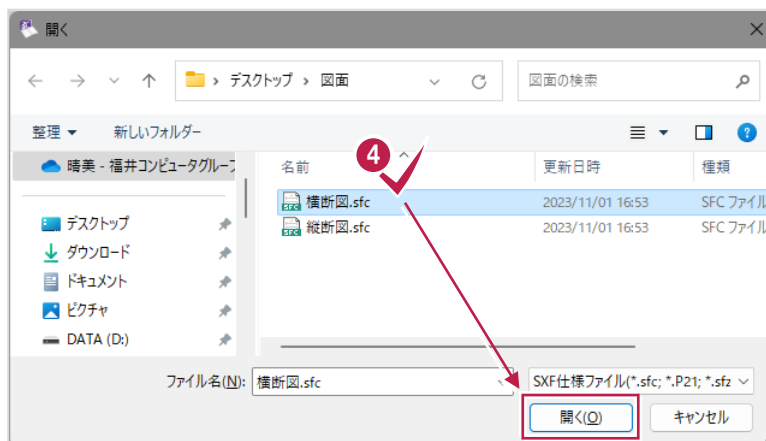 開く
デスクトップ › 図面
図面の検索
整理
新しいフォルダー
晴美 - 福井コンピュータグループ
名前
更新日時
種類
4
横断図.sfc
2023/11/01 16:53
SFC ファイル
縦断図.sfc
2023/11/01 16:53
SFC ファイル
デスクトップ
ダウンロード
ドキュメント
ピクチャ
DATA (D:)
ファイル名(N):
横断図.sfc
SXF仕様ファイル(*.sfc; *.P21; *.sfz
開く(O)
キャンセル